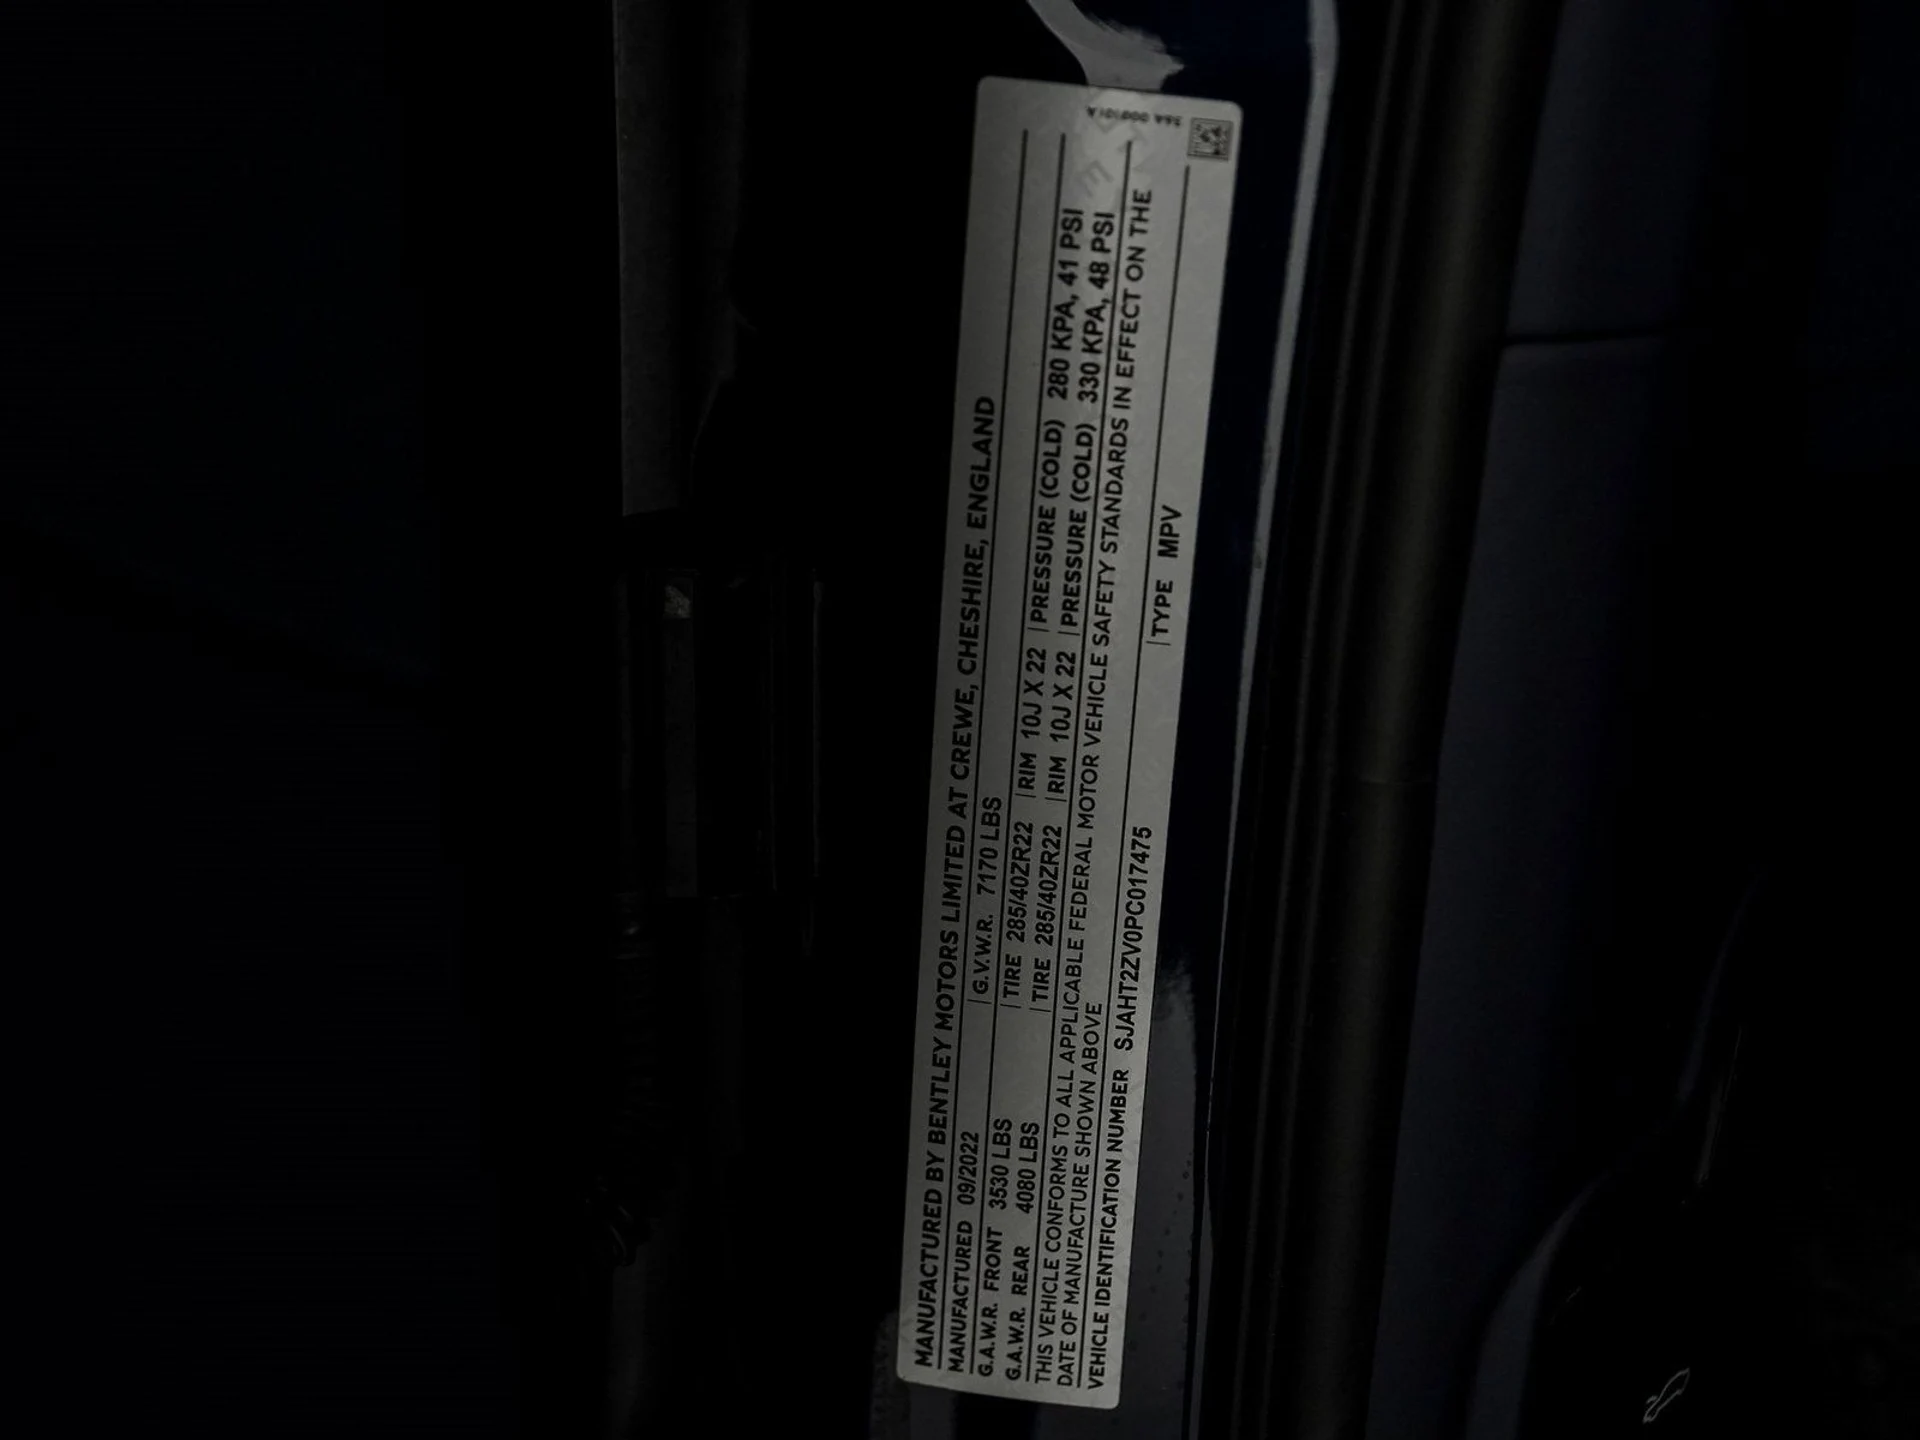 MANUFACTURED BY BENTLEY MOTORS LIMITED AT CREWE, CHESHIRE, ENGLAND
MANUFACTURED 09/2022 G.V.W.R. 7170 LBS
G.A.W.R. FRONT 3530 LBS TIRE 285/40ZR22 RIM 10J X 22 PRESSURE (COLD) 280 KPA, 41 PSI
G.A.W.R. REAR 4080 LBS TIRE 285/40ZR22 RIM 10J X 22 PRESSURE (COLD) 330 KPA, 48 PSI
THIS VEHICLE CONFORMS TO ALL APPLICABLE FEDERAL MOTOR VEHICLE SAFETY STANDARDS IN EFFECT ON THE
DATE OF MANUFACTURE SHOWN ABOVE
VEHICLE IDENTIFICATION NUMBER SJAHT2ZV0PC017475 TYPE MPV